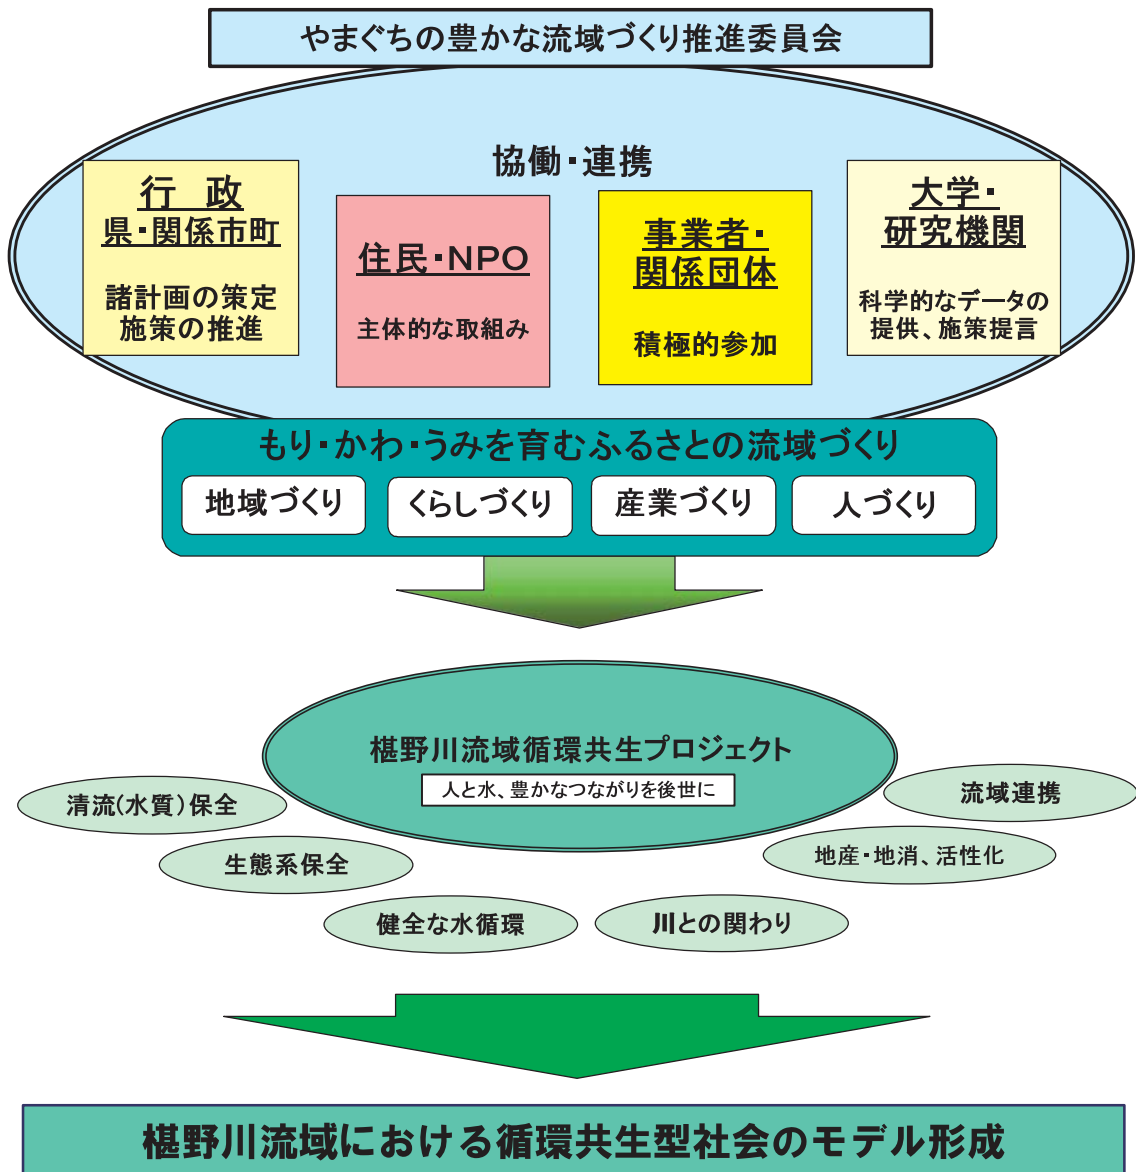 やまぐちの豊かな流域づくり推進委員会
協働・連携
行　政
県・関係市町
諸計画の策定
施策の推進
住民・NPO
主体的な取組み
事業者・
関係団体
積極的参加
大学・
研究機関
科学的なデータの
提供、施策提言
もり・かわ・うみを育むふるさとの流域づくり
地域づくり
くらしづくり
産業づくり
人づくり
椹野川流域循環共生プロジェクト
人と水、豊かなつながりを後世に
清流(水質)保全
生態系保全
健全な水循環
川との関わり
地産・地消、活性化
流域連携
椹野川流域における循環共生型社会のモデル形成